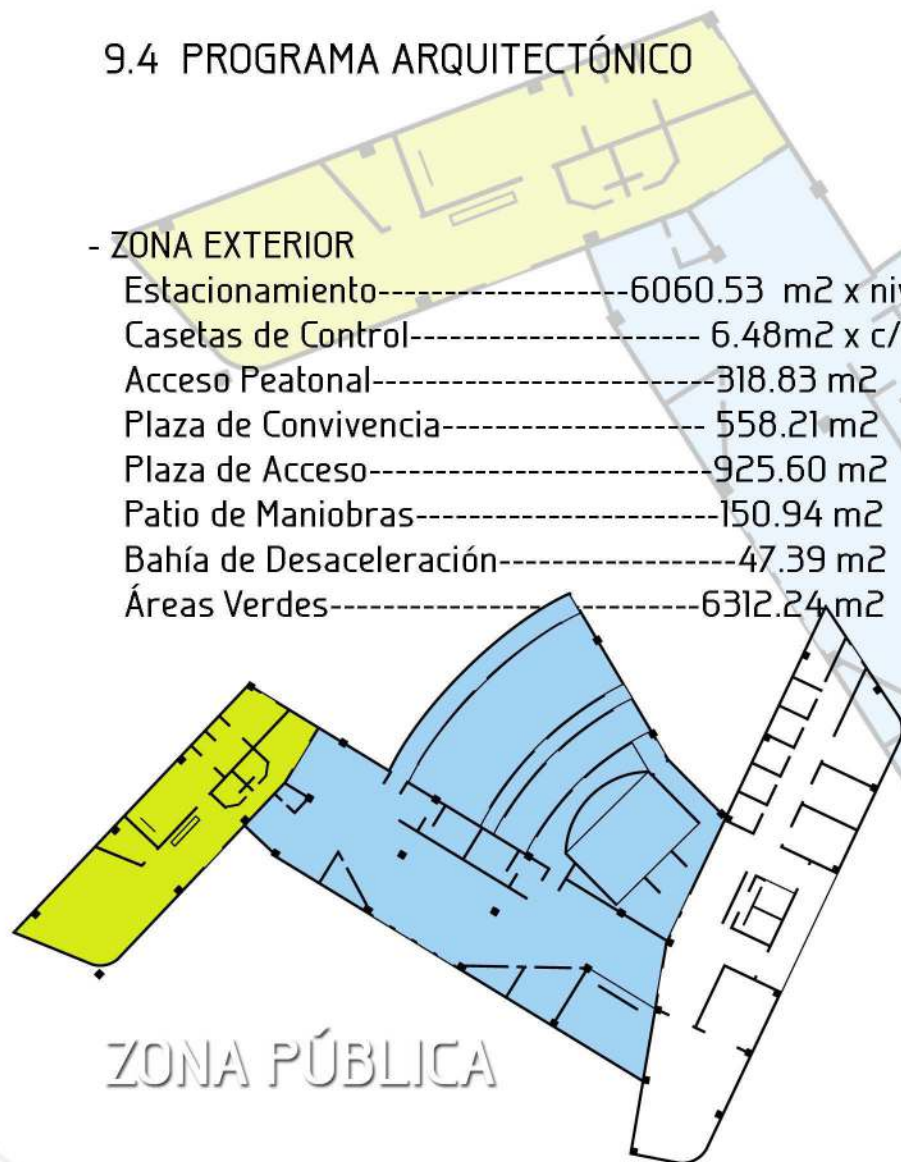 9.4 PROGRAMA ARQUITECTÓNICO
- ZONA EXTERIOR
Estacionamiento-------------------6060.53 m2 x
Casetas de Control---------------------- 6.48m2 x c/
Acceso Peatonal--------------------------318.83 m2
Plaza de Convivencia-------------------- 558.21 m2
Plaza de Acceso--------------------------925.60 m2
Patio de Maniobras-----------------------150.94 m2
Bahía de Desaceleración------------------47.39 m2
Áreas Verdes----------------------------6312.24 m2
ZONA PÚBLICA